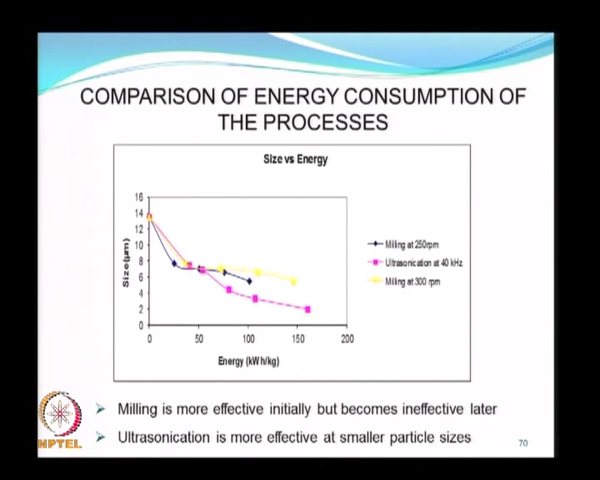 COMPARISON OF ENERGY CONSUMPTION OF
THE PROCESSES
Size vs Energy
16
14
12
10
8
6
4
2
0
Size(µm)
0 50 100 150 200
Energy (kWh/kg)
Milling at 250rpm
Ultrasonication at 40 kHz
Milling at 300 rpm
Milling is more effective initially but becomes ineffective later
Ultrasonication is more effective at smaller particle sizes
NPTEL
70